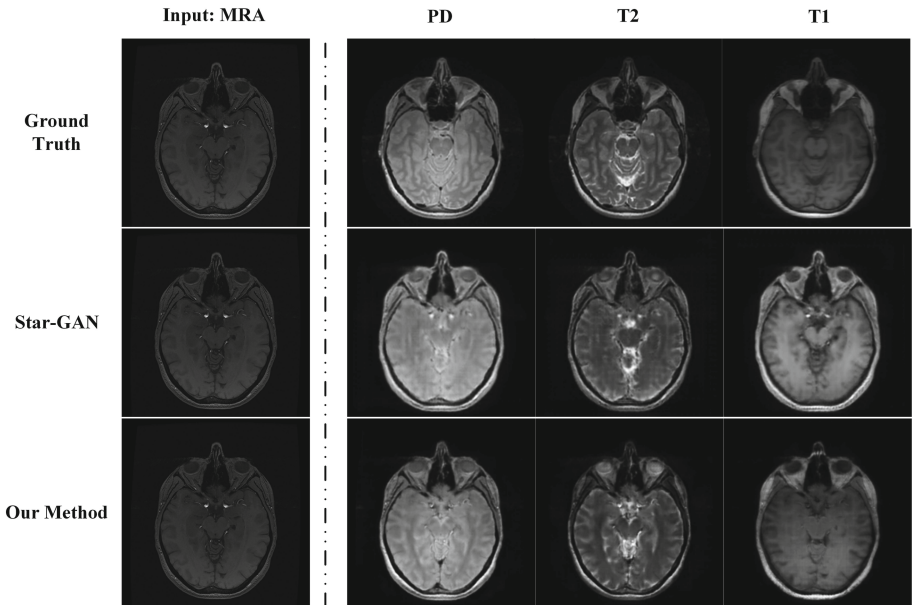 Input: MRA
PD
T2
T1
Ground
Truth
Star-GAN
Our Method